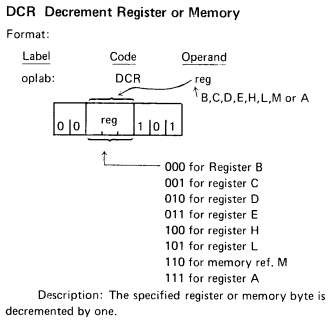 DCR Decrement Register or Memory
Format:
Label Code Operand
oplab: DCR reg
B,C,D,E,H,L,M or A
0 0 reg 1 0 1
000 for Register B
001 for register C
010 for register D
011 for register E
100 for register H
101 for register L
110 for memory ref. M
111 for register A
Description: The specified register or memory byte is
decremented by one.